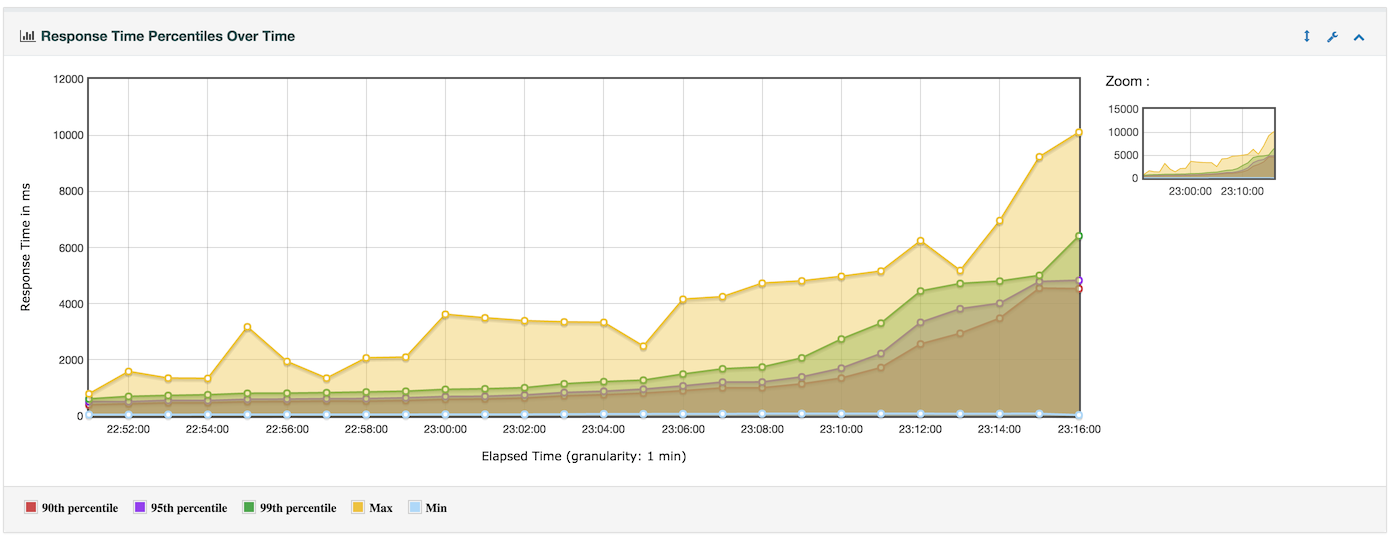 Response Time Percentiles Over Time
Zoom :
12000
10000
8000
6000
4000
2000
0
Response Time in ms
22:52:00 22:54:00 22:56:00 22:58:00 23:00:00 23:02:00 23:04:00 23:06:00 23:08:00 23:10:00 23:12:00 23:14:00 23:16:00
Elapsed Time (granularity: 1 min)
15000
10000
5000
0
23:00:00 23:10:00
90th percentile 95th percentile 99th percentile Max Min